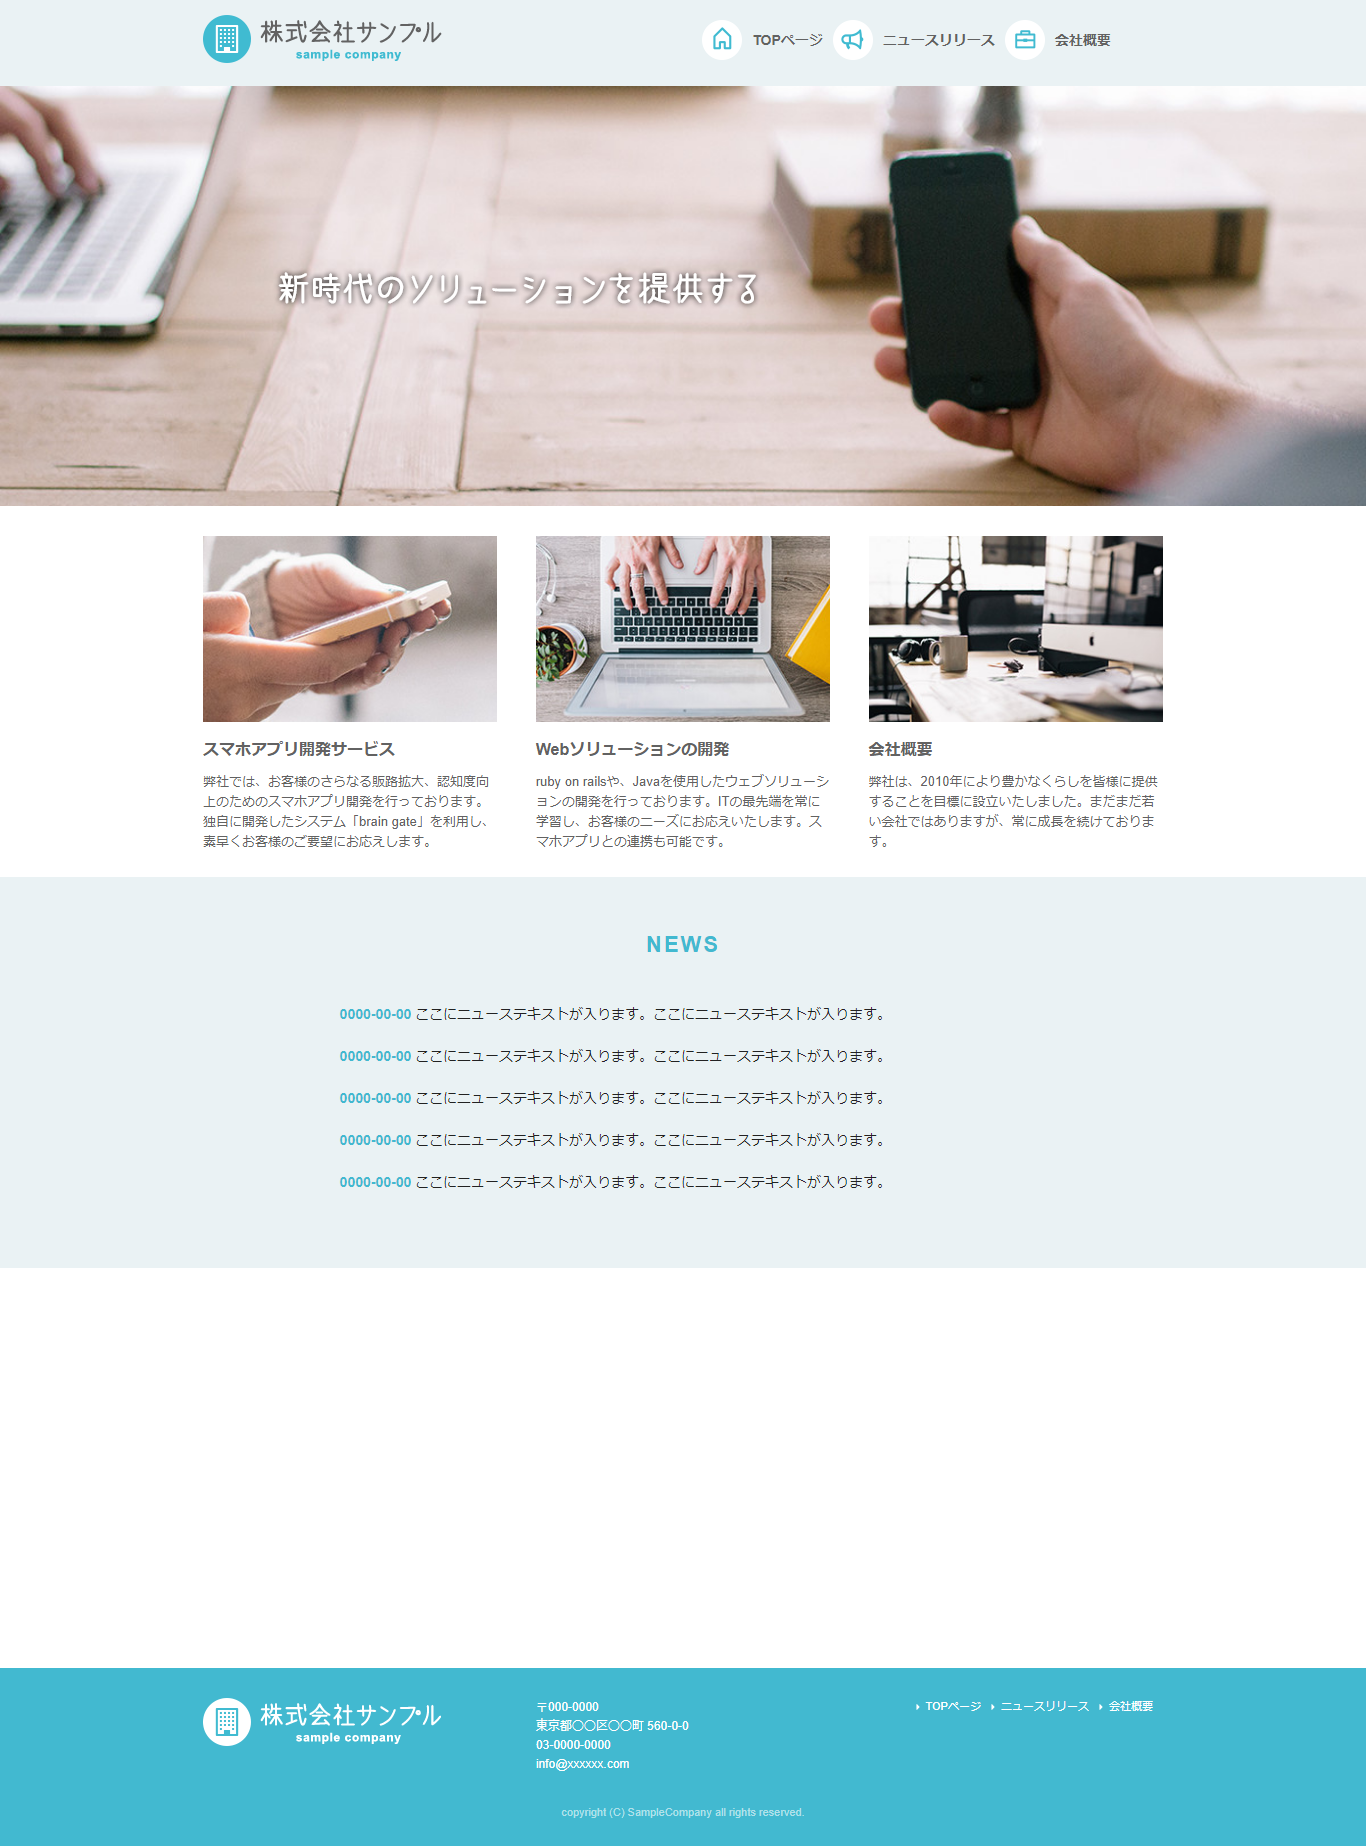 株式会社サンプル
sample company
TOPページ
ニュースリリース
会社概要
新時代のソリューションを提供する
スマホアプリ開発サービス
弊社では、お客様のさらなる販路拡大、認知度向
上のためのスマホアプリ開発を行っております。
独自に開発したシステム「brain gate」を利用し、
素早くお客様のご要望にお応えします。
Webソリューションの開発
ruby on railsや、Javaを使用したウェブソリューシ
ョンの開発を行っております。ITの最先端を常に
学習し、お客様のニーズにお応えいたします。ス
マホアプリとの連携も可能です。
会社概要
弊社は、2010年により豊かなくらしを皆様に提供
することを目標に設立いたしました。まだまだ若
い会社ではありますが、常に成長を続けておりま
す。
NEWS
0000-00-00 ここにニューステキストが入ります。ここにニューステキストが入ります。
0000-00-00 ここにニューステキストが入ります。ここにニューステキストが入ります。
0000-00-00 ここにニューステキストが入ります。ここにニューステキストが入ります。
0000-00-00 ここにニューステキストが入ります。ここにニューステキストが入ります。
0000-00-00 ここにニューステキストが入ります。ここにニューステキストが入ります。
株式会社サンプル
sample company
〒000-0000
東京都〇〇区〇〇町 560-0-0
03-0000-0000
info@xxxxxx.com
TOPページ
ニュースリリース
会社概要
copyright (C) SampleCompany all rights reserved.